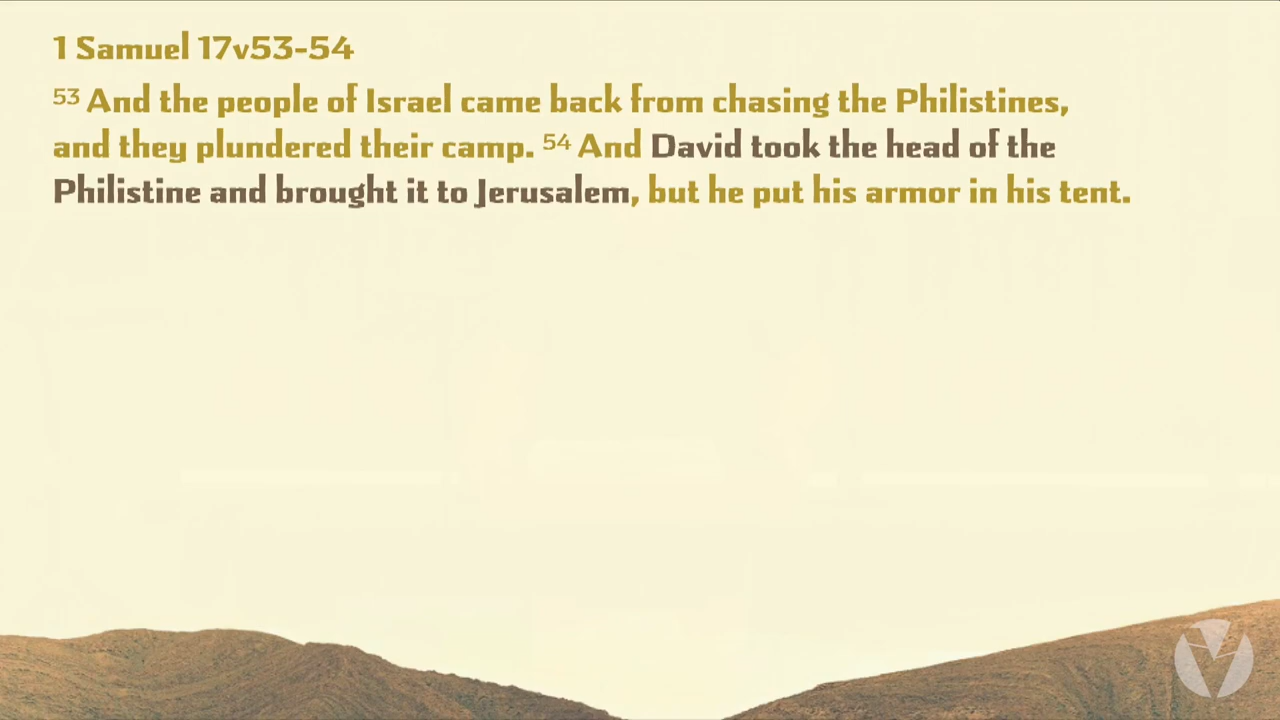 1 Samuel 17v53-54
53 And the people of Israel came back from chasing the Philistines,
and they plundered their camp. 54 And David took the head of the
Philistine and brought it to Jerusalem, but he put his armor in his tent.